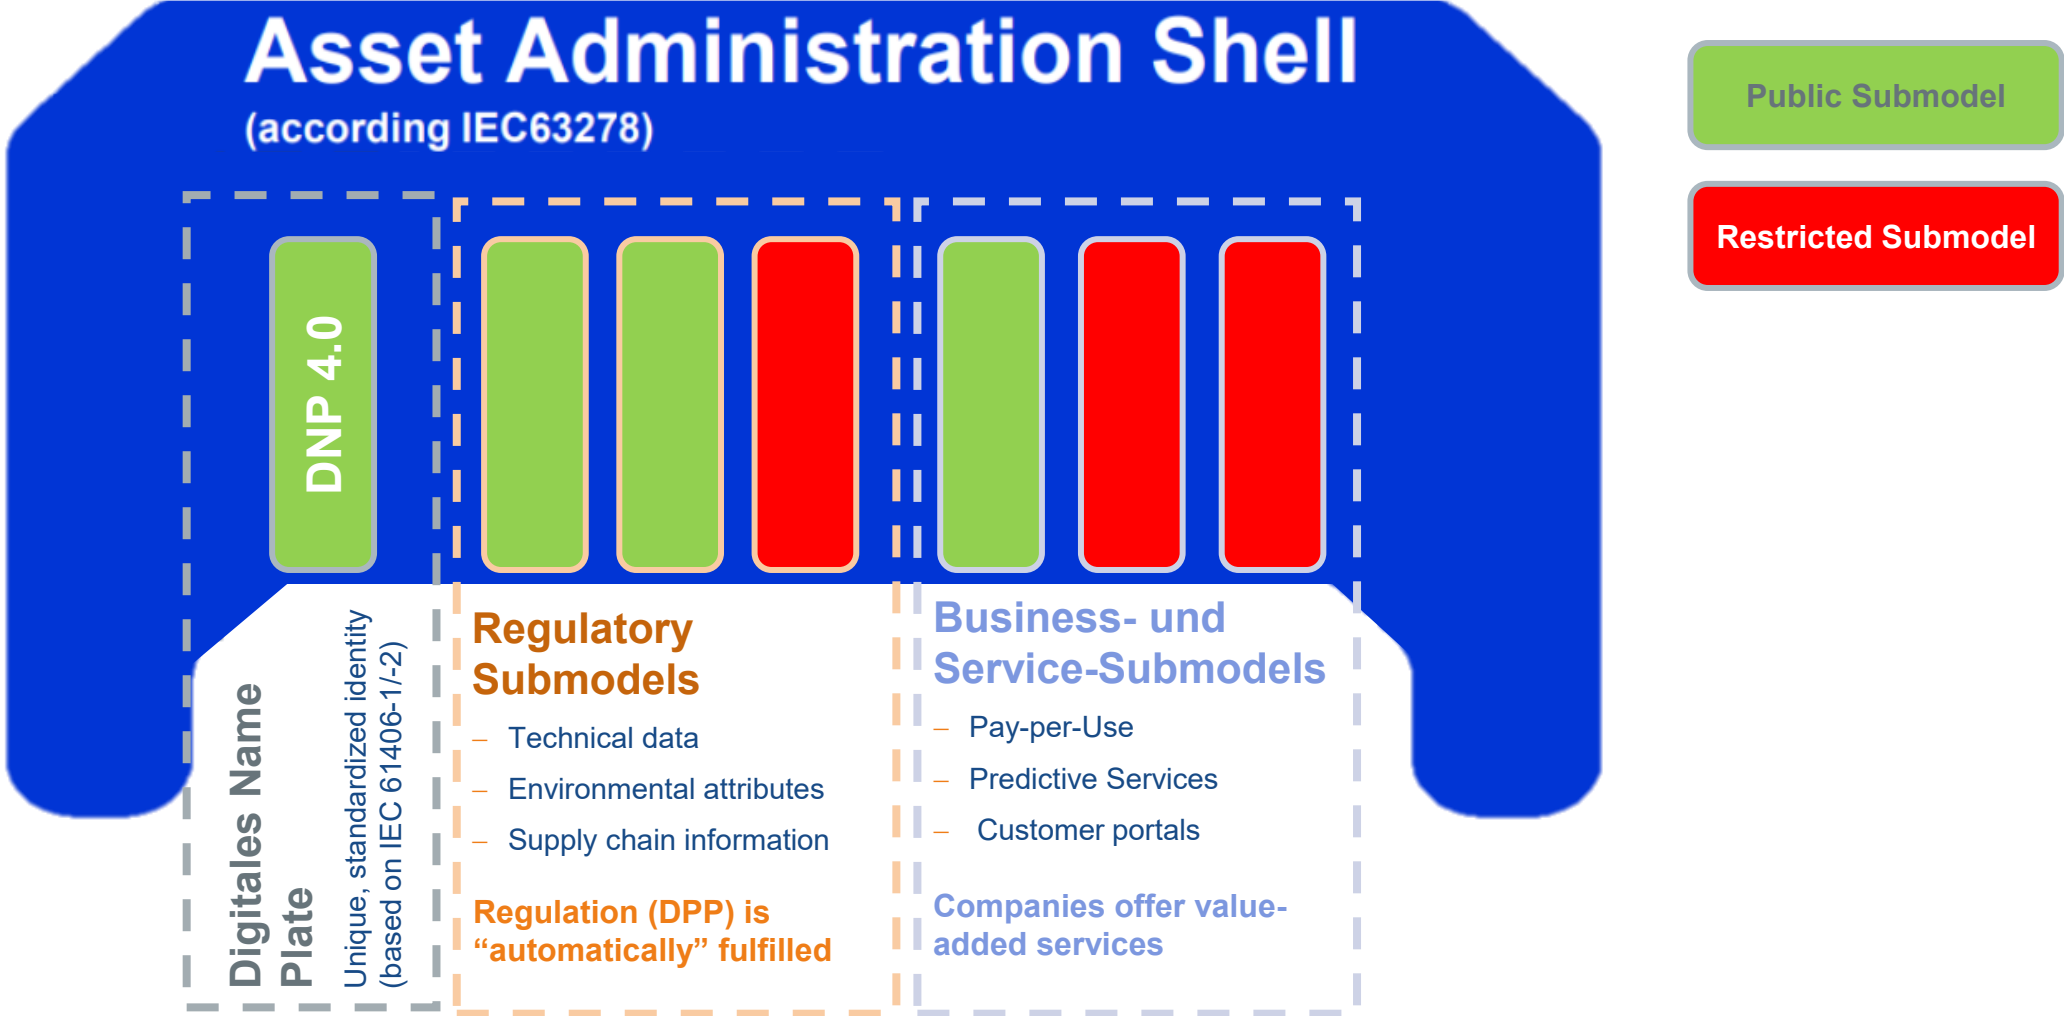 Asset Administration Shell
(according IEC63278)
Public Submodel
Restricted Submodel
DNP 4.0
Digitales Name
Plate
Unique, standardized identity
(based on IEC 61406-1/-2)
Regulatory
Submodels
– Technical data
– Environmental attributes
– Supply chain information
Regulation (DPP) is
“automatically” fulfilled
Business- und
Service-Submodels
– Pay-per-Use
– Predictive Services
– Customer portals
Companies offer value-
added services